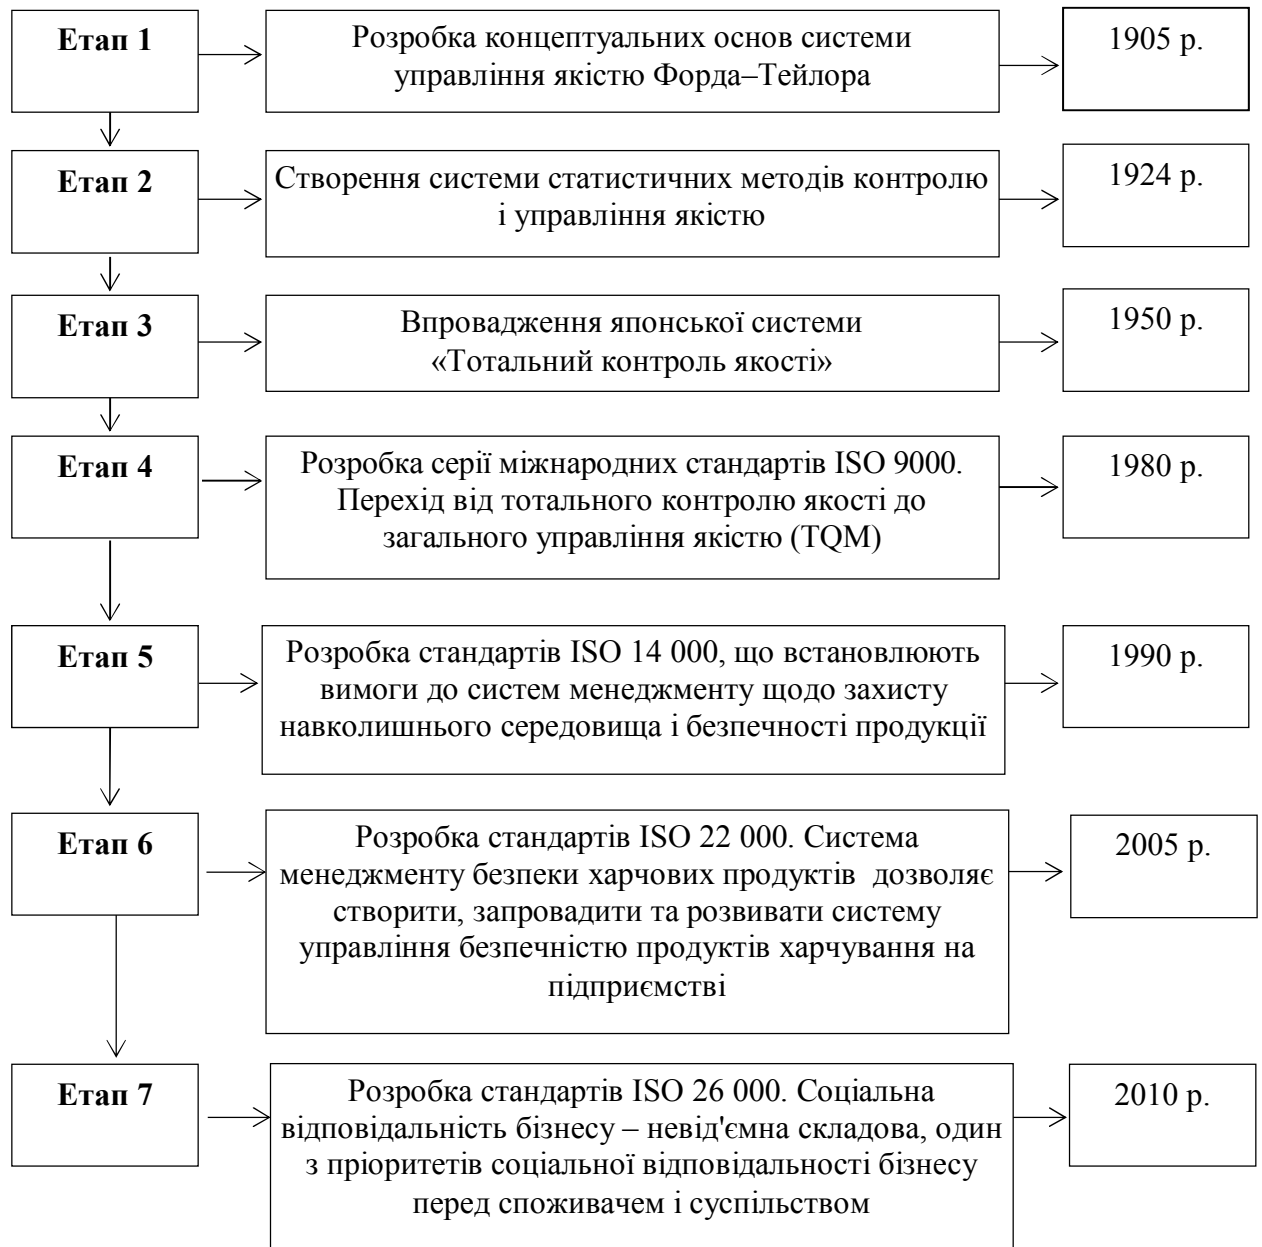 Етап 1
Розробка концептуальних основ системи
управління якістю Форда–Тейлора
1905 р.
Етап 2
Створення системи статистичних методів контролю
і управління якістю
1924 р.
Етап 3
Впровадження японської системи
«Тотальний контроль якості»
1950 р.
Етап 4
Розробка серії міжнародних стандартів ISO 9000.
Перехід від тотального контролю якості до
загального управління якістю (TQM)
1980 р.
Етап 5
Розробка стандартів ISO 14 000, що встановлюють
вимоги до систем менеджменту щодо захисту
навколишнього середовища і безпечності продукції
1990 р.
Етап 6
Розробка стандартів ISO 22 000. Система
менеджменту безпеки харчових продуктів дозволяє
створити, запровадити та розвивати систему
управління безпечністю продуктів харчування на
підприємстві
2005 р.
Етап 7
Розробка стандартів ISO 26 000. Соціальна
відповідальність бізнесу – невід'ємна складова, один
з пріоритетів соціальної відповідальності бізнесу
перед споживачем і суспільством
2010 р.